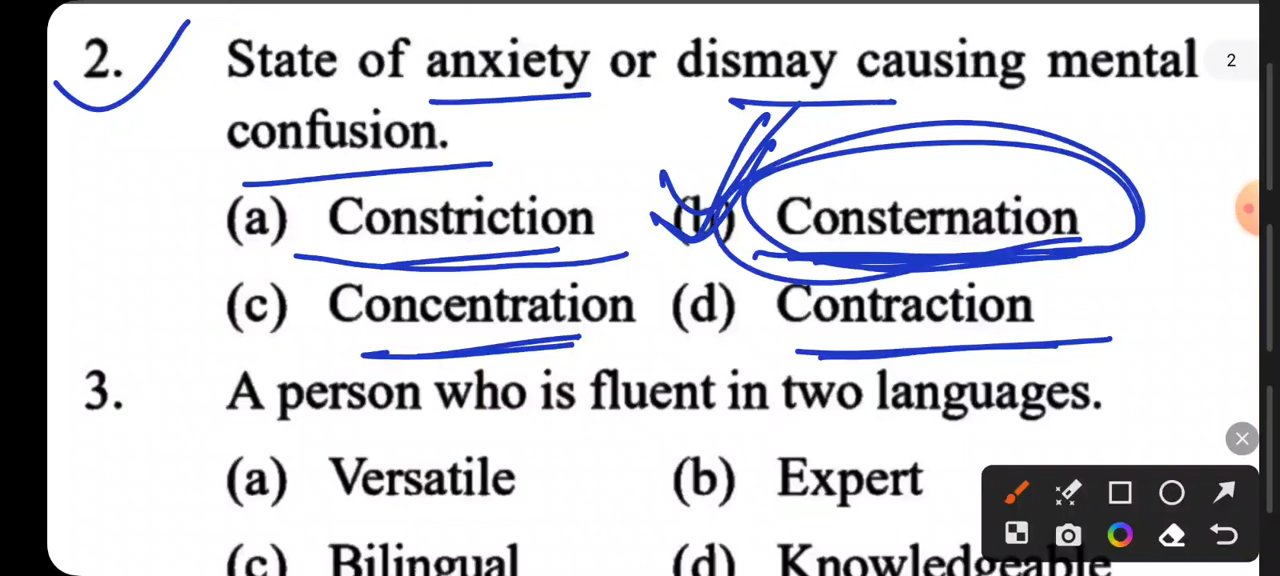 2. State of anxiety or dismay causing mental
2
confusion.
(a) Constriction (b) Consternation
(c) Concentration (d) Contraction
3. A person who is fluent in two languages.
(a) Versatile (b) Expert
(c) Bilingual (d) Knowledgeable